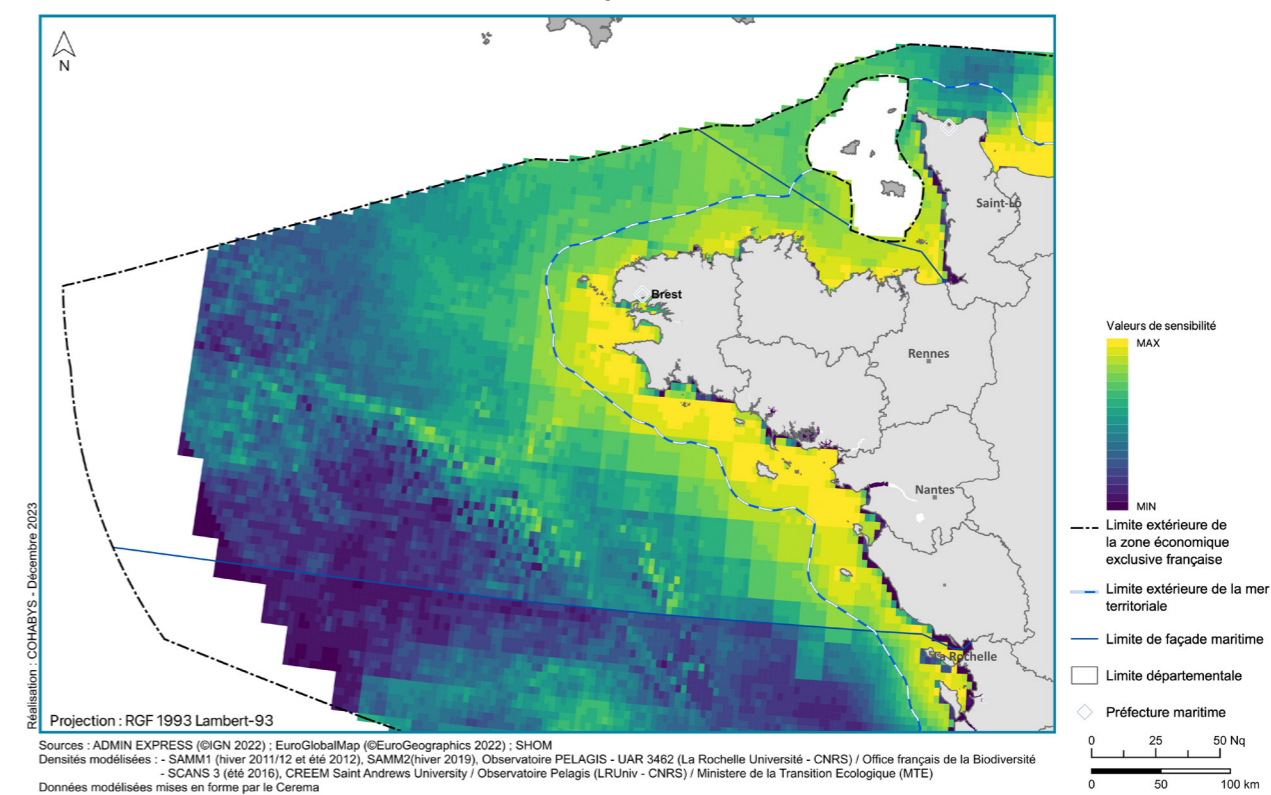 N
Saint-Lô
Brest
Rennes
Nantes
La Rochelle
Réalisation : COHABYS - Décembre 2023
Projection : RGF 1993 Lambert-93
Valeurs de sensibilité
MAX
MIN
Limite extérieure de
la zone économique
exclusive française
Limite extérieure de la mer
territoriale
Limite de façade maritime
Limite départementale
Préfecture maritime
0 25 50 Nq
0 50 100 km
Sources : ADMIN EXPRESS (©IGN 2022) ; EuroGlobalMap (©EuroGeographics 2022) ; SHOM
Densités modélisées : - SAMM1 (hiver 2011/12 et été 2012), SAMM2(hiver 2019), Observatoire PELAGIS - UAR 3462 (La Rochelle Université - CNRS) / Office français de la Biodiversité
- SCANS 3 (été 2016), CREEM Saint Andrews University / Observatoire Pelagis (LRUniv - CNRS) / Ministere de la Transition Ecologique (MTE)
Données modélisées mises en forme par le Cerema